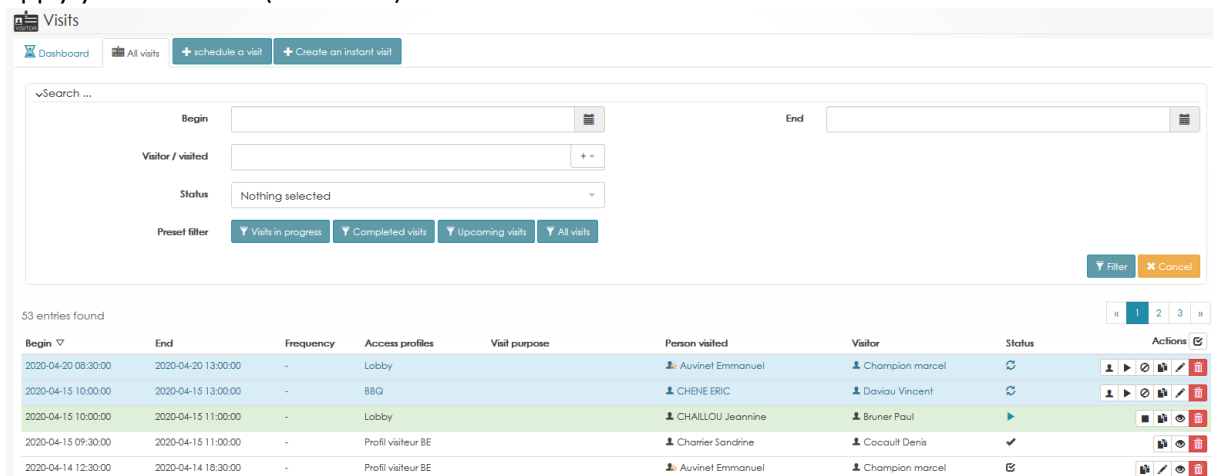 Visits
VISITOR
Dashboard All visits + schedule a visit + Create an instant visit
Search ...
Begin End
Visitor / visited + 
Status Nothing selected
Preset filter Visits in progress Completed visits Upcoming visits All visits
Filter Cancel
53 entries found « 1 2 3 »
Begin End Frequency Access profiles Visit purpose Person visited Visitor Status Actions
2020-04-20 08:30:00 2020-04-20 13:00:00 - Lobby Auvinet Emmanuel Champion marcel
2020-04-15 10:00:00 2020-04-15 13:00:00 - BBQ CHENE ERIC Daviau Vincent
2020-04-15 10:00:00 2020-04-15 11:00:00 - Lobby CHAILLOU Jeannine Bruner Paul
2020-04-15 09:30:00 2020-04-15 11:00:00 - Profil visiteur BE Charrier Sandrine Cocault Denis
2020-04-14 12:30:00 2020-04-14 18:30:00 - Profil visiteur BE Auvinet Emmanuel Champion marcel